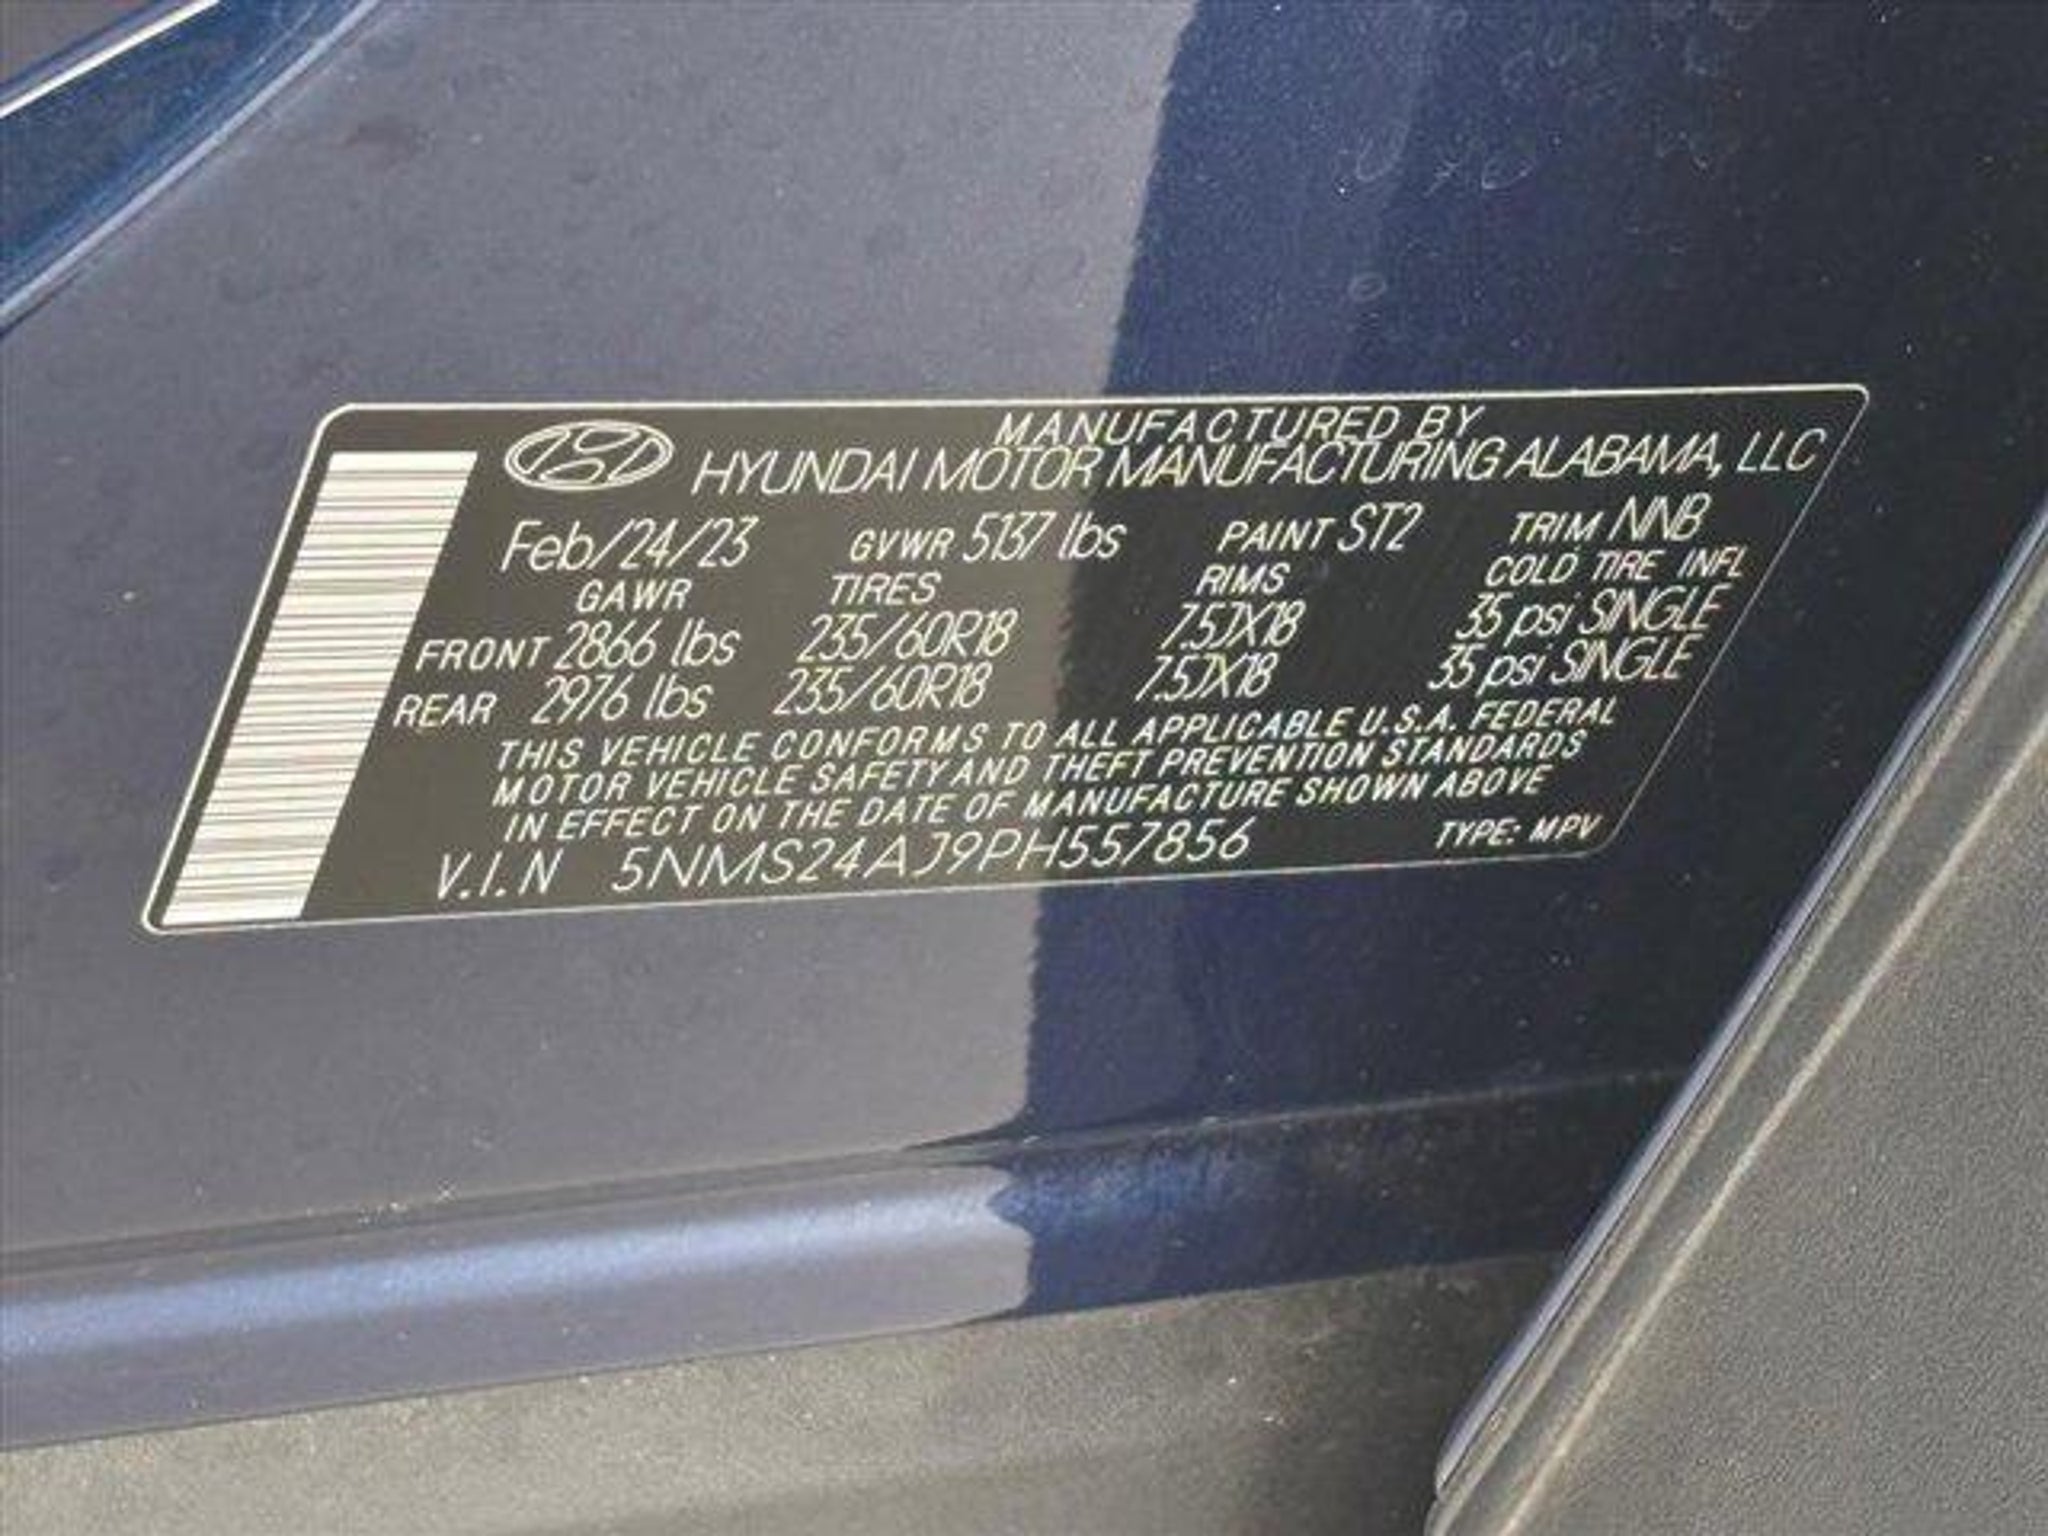 MANUFACTURED BY
HYUNDAI MOTOR MANUFACTURING ALABAMA, LLC
Feb/24/23 GVWR 5137 lbs PAINT ST2 TRIM NNB
GAWR TIRES RIMS COLD TIRE INFL
FRONT 2866 lbs 235/60R18 7.5JX18 35 psi SINGLE
REAR 2976 lbs 235/60R18 7.5JX18 35 psi SINGLE
THIS VEHICLE CONFORMS TO ALL APPLICABLE U.S.A. FEDERAL
MOTOR VEHICLE SAFETY AND THEFT PREVENTION STANDARDS
IN EFFECT ON THE DATE OF MANUFACTURE SHOWN ABOVE
V.I.N 5NMS24AJ9PH557856 TYPE: MPV